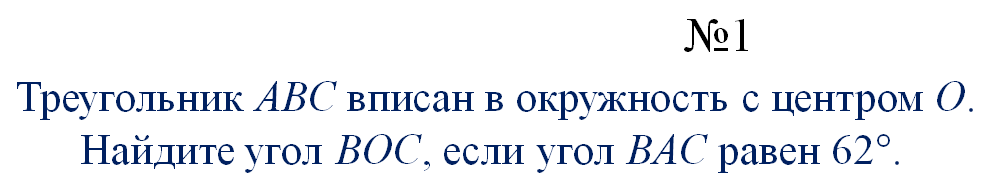 №1
Треугольник ABC вписан в окружность с центром O.
Найдите угол BOC, если угол BAC равен 62°.